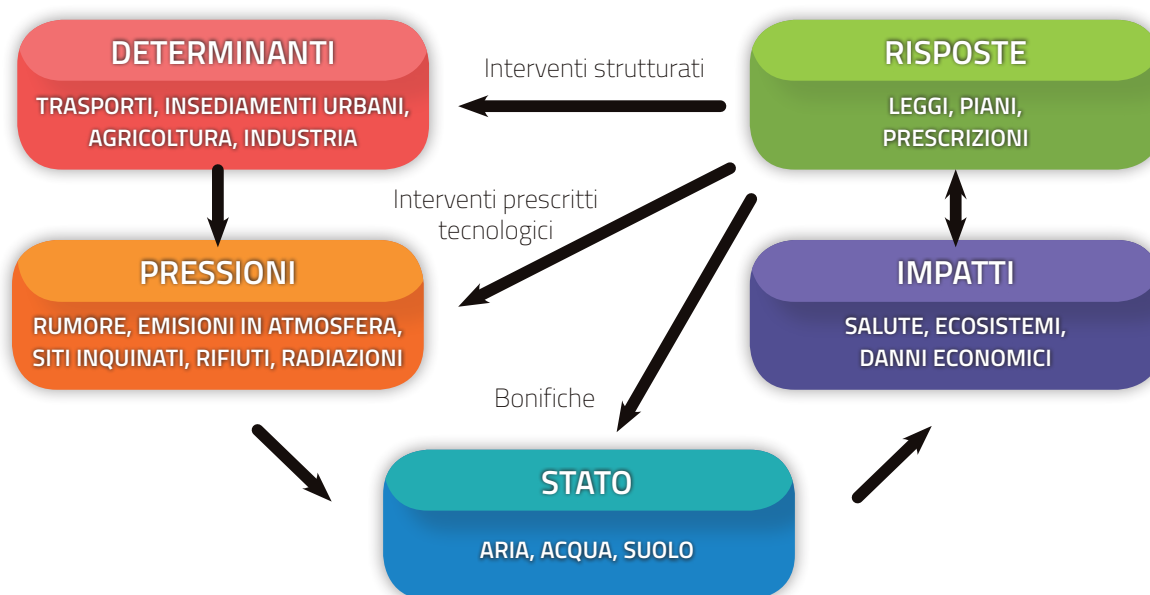 DETERMINANTI
TRASPORTI, INSEDIAMENTI URBANI,
AGRICOLTURA, INDUSTRIA
Interventi strutturati
RISPOSTE
LEGGI, PIANI,
PRESCRIZIONI
Interventi prescritti
tecnologici
PRESSIONI
RUMORE, EMISIONI IN ATMOSFERA,
SITI INQUINATI, RIFIUTI, RADIAZIONI
IMPATTI
SALUTE, ECOSISTEMI,
DANNI ECONOMICI
Bonifiche
STATO
ARIA, ACQUA, SUOLO